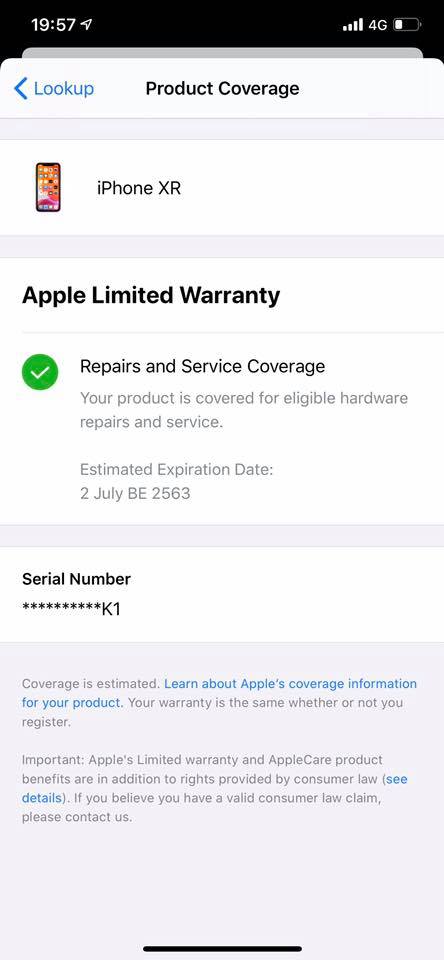 19:57 4G
Lookup Product Coverage
iPhone XR
Apple Limited Warranty
Repairs and Service Coverage
Your product is covered for eligible hardware
repairs and service.
Estimated Expiration Date:
2 July BE 2563
Serial Number
**********K1
Coverage is estimated. Learn about Apple's coverage information
for your product. Your warranty is the same whether or not you
register.
Important: Apple's Limited warranty and AppleCare product
benefits are in addition to rights provided by consumer law (see
details). If you believe you have a valid consumer law claim,
please contact us.